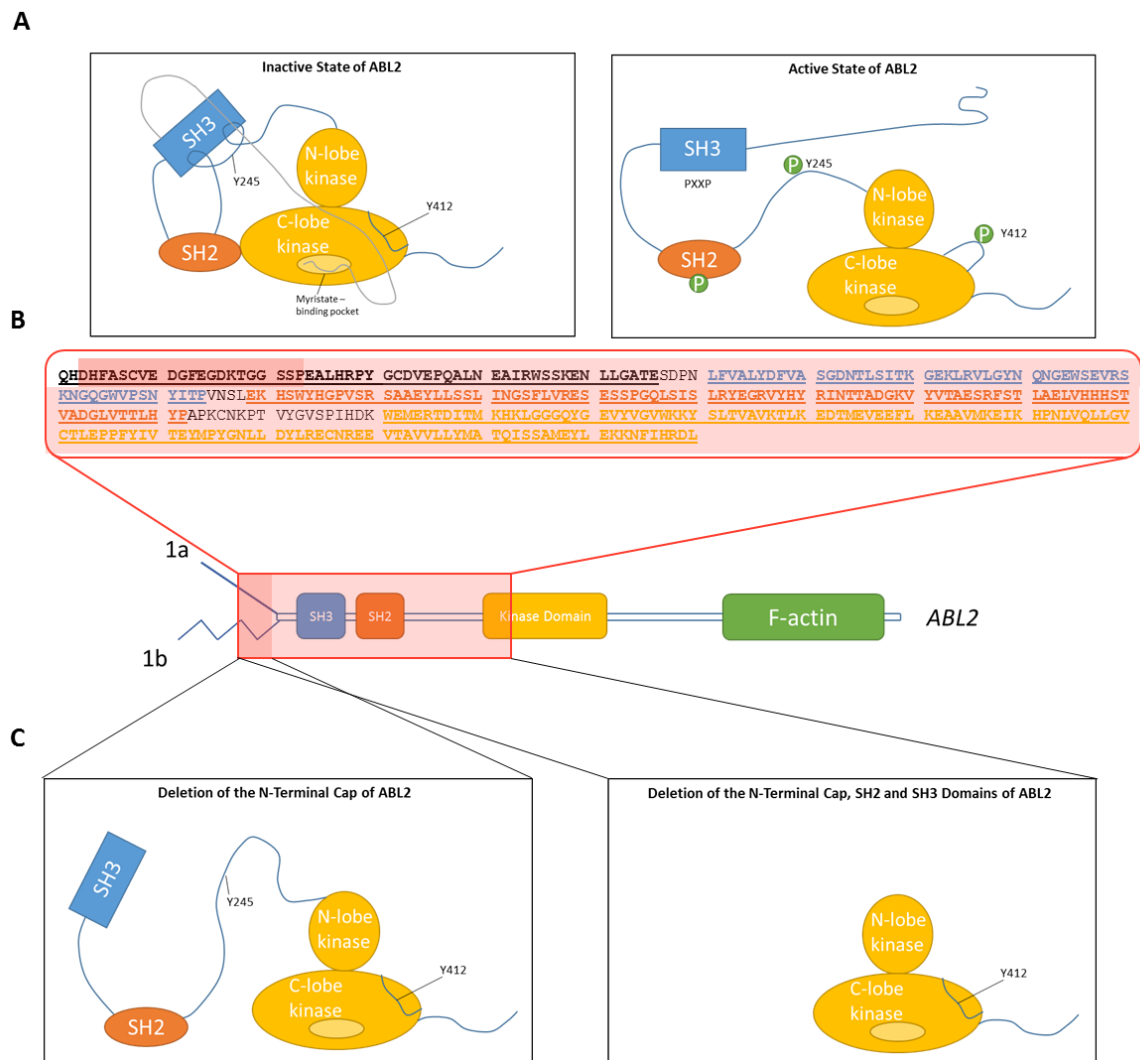 A
Inactive State of ABL2
SH3
Y245
N-lobe
kinase
Y412
C-lobe
kinase
SH2
Myristate –
binding pocket
Active State of ABL2
SH3
PXXP
P Y245
N-lobe
kinase
P Y412
SH2
P
C-lobe
kinase
B
QHDHFASCVE DGFEGDKTGG SSPEALHRPY GCDVEPQALN EAIRWSSKEN LLGATESDPN LFVALYDFVA SGDNTLSITK GEKLRVLGYN QNGEWSEVRS
KNGQGWVPSN YITPVNSLEK HSWYHGPVSR SAAEYLLSSL INGSFLVRES ESSPGQLSIS LRYEGRVYHY RINTTADGKV YVTAESRFST LAELVHHHST
VADGLVTTLH YPAPKCNKPT VYGVSPIHDK WEMERTDITM KHKLGGGQYG EVYVGVWKKY SLTVAVKTLK EDTMEVEEFL KEAAVMKEIK HPNLVQLLGV
CTLEPPFYIV TEYMPYGNLL DYLRECNREE VTAVVLLYMA TQISSAMEYL EKKNFIHRDL
1a
1b
SH3
SH2
Kinase Domain
F-actin
ABL2
C
Deletion of the N-Terminal Cap of ABL2
SH3
Y245
N-lobe
kinase
Y412
C-lobe
kinase
SH2
Deletion of the N-Terminal Cap, SH2 and SH3 Domains of ABL2
N-lobe
kinase
Y412
C-lobe
kinase